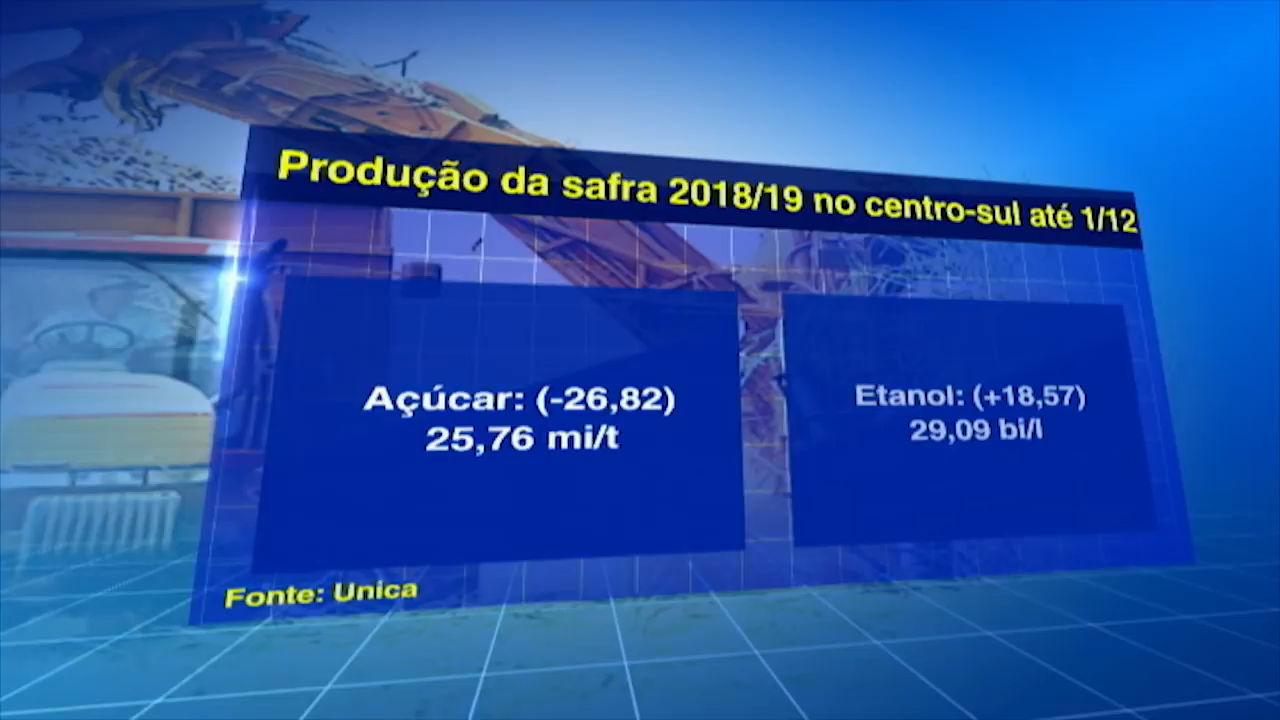 Produção da safra 2018/19 no centro-sul até 1/12
Açúcar: (-26,82)
25,76 mi/t
Etanol: (+18,57)
29,09 bi/l
Fonte: Unica